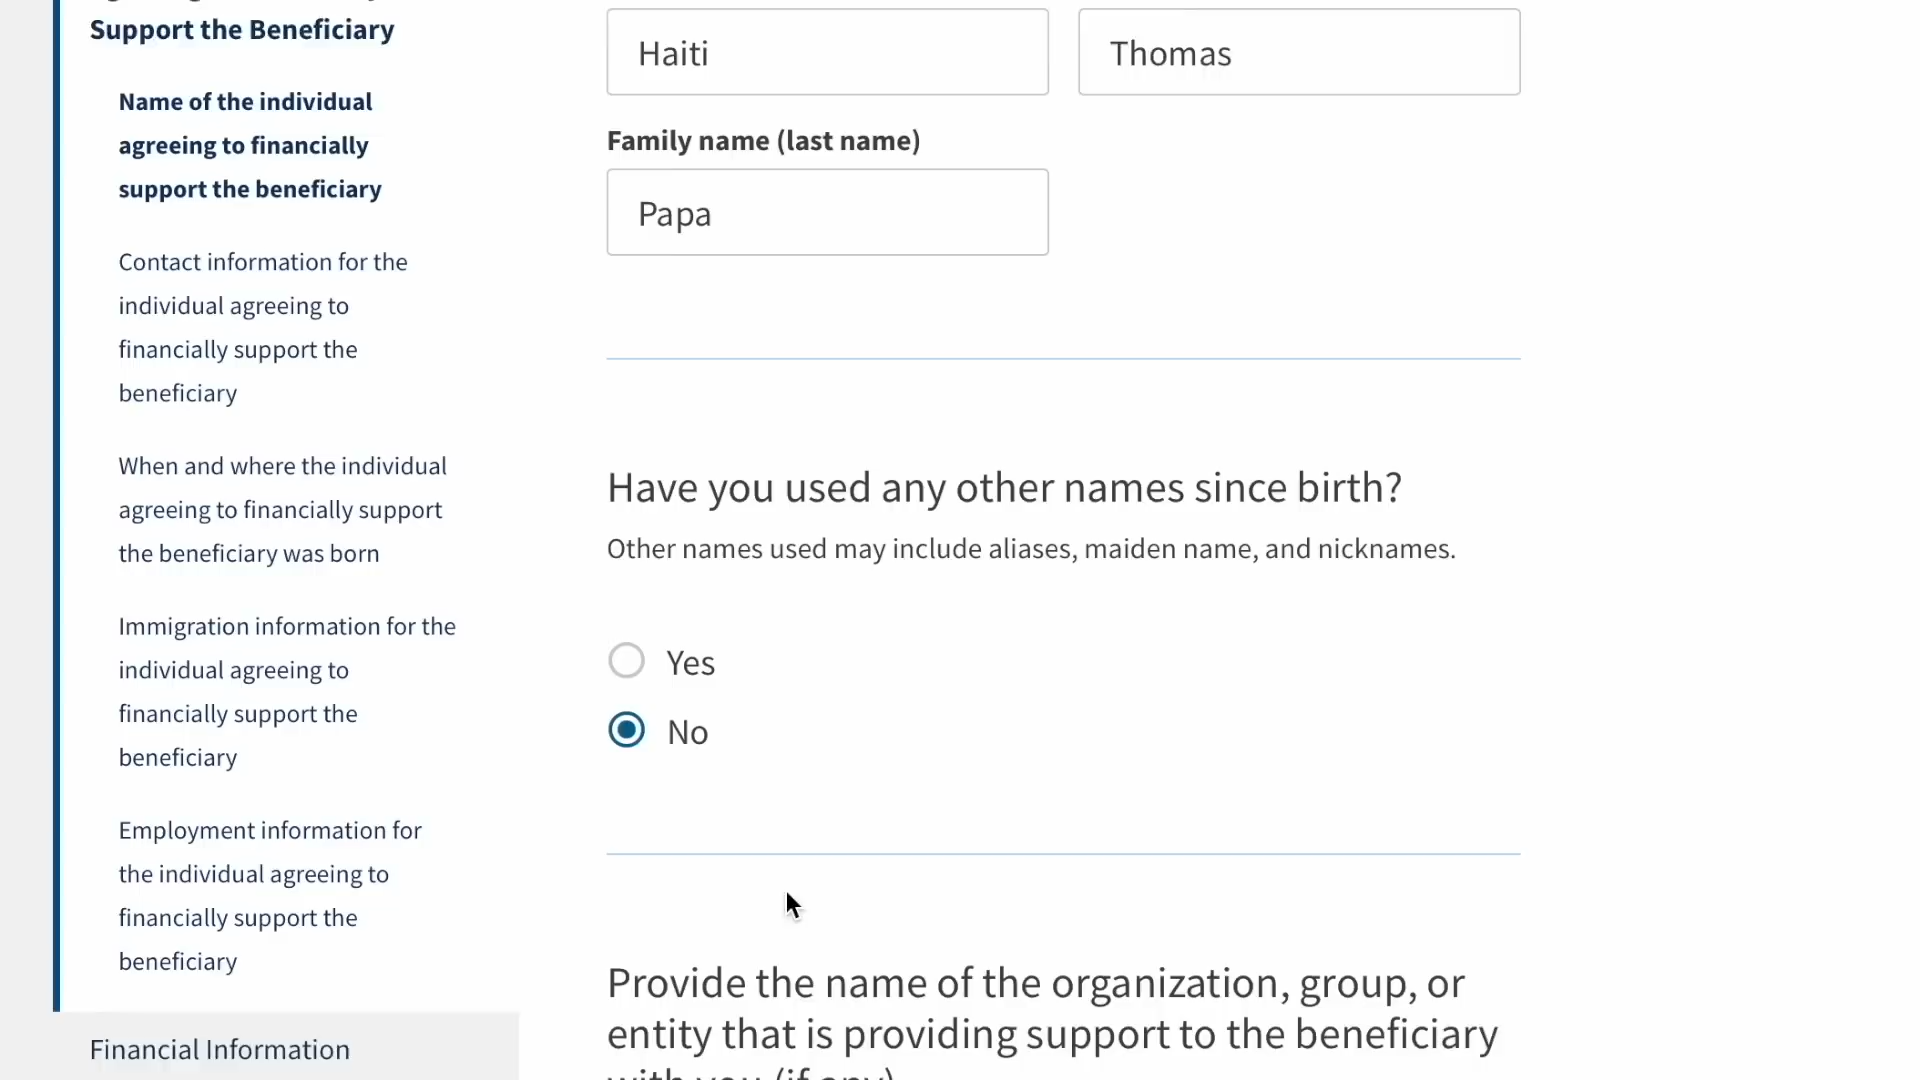 Support the Beneficiary
Name of the individual
agreeing to financially
support the beneficiary
Contact information for the
individual agreeing to
financially support the
beneficiary
When and where the individual
agreeing to financially support
the beneficiary was born
Immigration information for the
individual agreeing to
financially support the
beneficiary
Employment information for
the individual agreeing to
financially support the
beneficiary
Financial Information
Haiti
Thomas
Family name (last name)
Papa
Have you used any other names since birth?
Other names used may include aliases, maiden name, and nicknames.
Yes
No
Provide the name of the organization, group, or
entity that is providing support to the beneficiary
with you (if any)